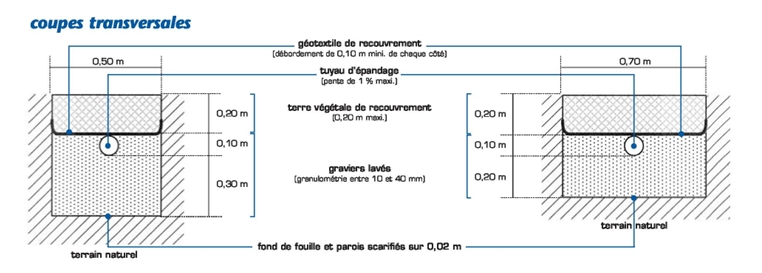 coupes transversales
géotextile de recouvrement
(débordement de 0,10 m mini. de chaque côté)
0,50 m
0,70 m
tuyau d'épandage
(pente de 1 % maxi.)
terre végétale de recouvrement
(0,20 m maxi.)
0,20 m
0,20 m
0,10 m
0,10 m
graviers lavés
(granulométrie entre 10 et 40 mm)
0,30 m
0,20 m
terrain naturel
fond de fouille et parois scarifiés sur 0,02 m
terrain naturel